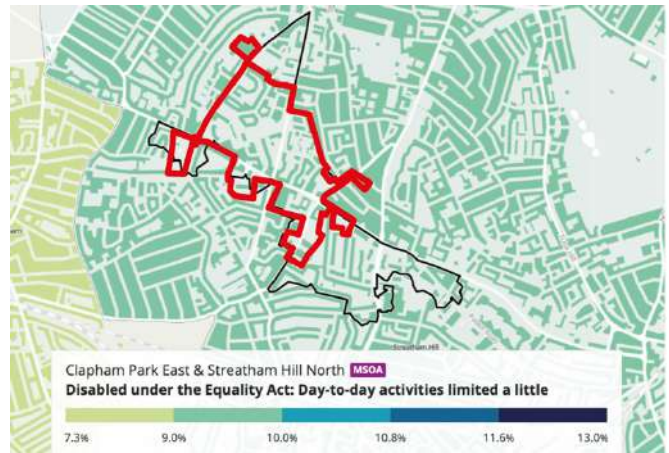 Streatham Hill
Clapham Park East & Streatham Hill North MSOA
Disabled under the Equality Act: Day-to-day activities limited a little
7.3% 9.0% 10.0% 10.8% 11.6% 13.0%